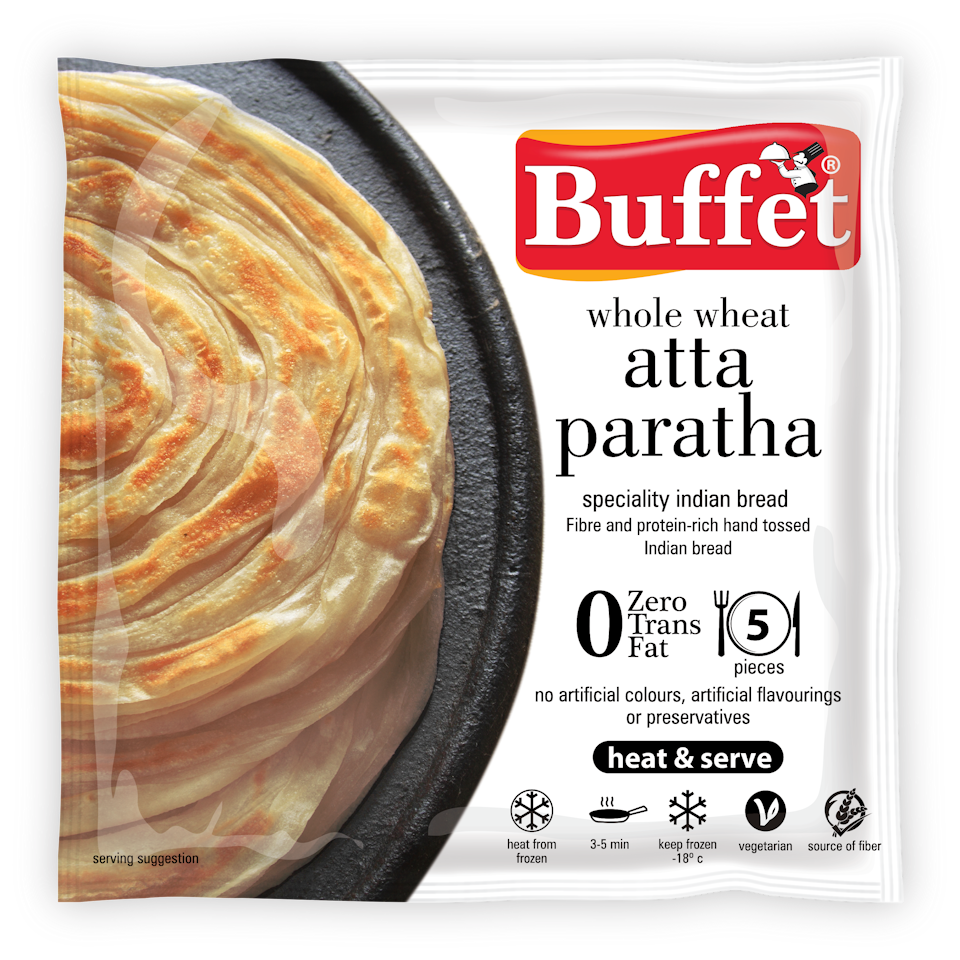 Buffet®
whole wheat
atta
paratha
speciality indian bread
Fibre and protein-rich hand tossed
Indian bread
0 Zero
Trans
Fat
5
pieces
no artificial colours, artificial flavourings
or preservatives
heat & serve
heat from
frozen
3-5 min
keep frozen
-18° c
vegetarian
source of fiber
serving suggestion